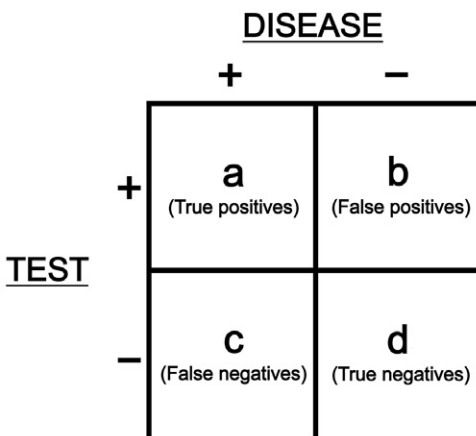 DISEASE
+ −
+
a b
(True positives) (False positives)
TEST
−
c d
(False negatives) (True negatives)